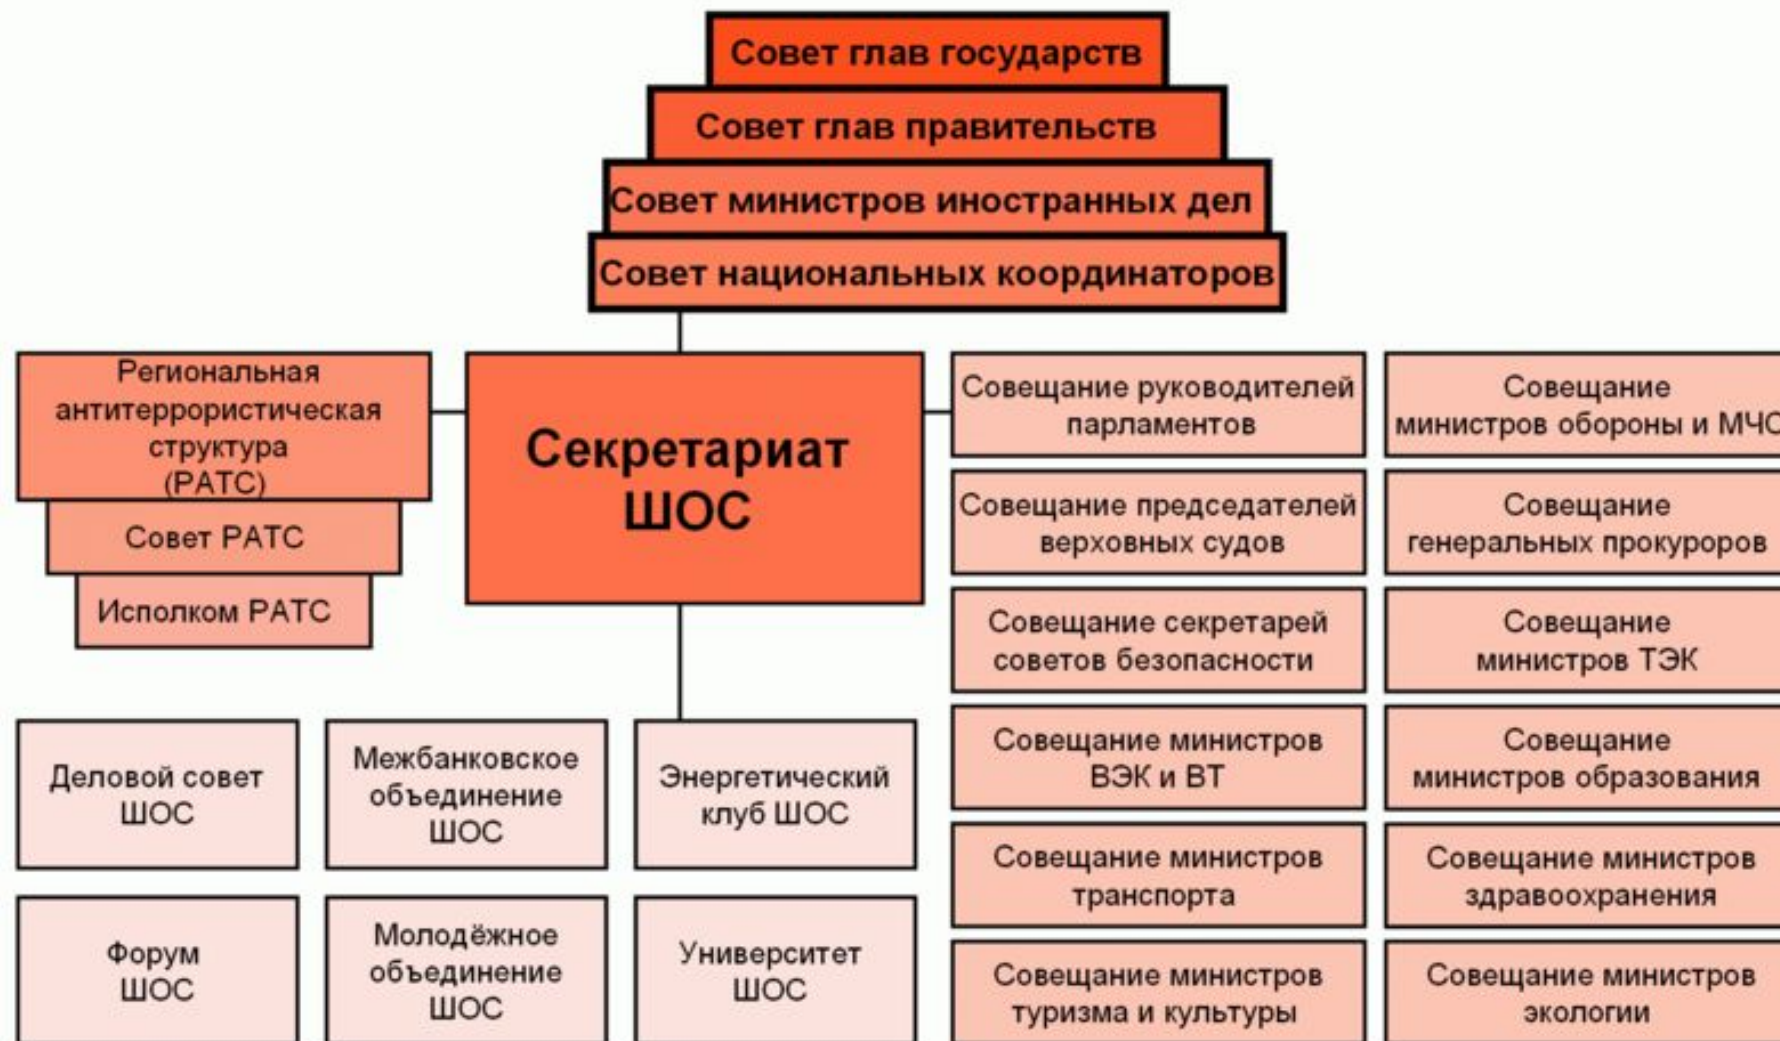 Совет глав государств
Совет глав правительств
Совет министров иностранных дел
Совет национальных координаторов
Региональная
антитеррористическая
структура
(РАТС)
Совет РАТС
Исполком РАТС
Секретариат
ШОС
Совещание руководителей
парламентов
Совещание
министров обороны и МЧС
Совещание председателей
верховных судов
Совещание
генеральных прокуроров
Совещание секретарей
советов безопасности
Совещание
министров ТЭК
Совещание министров
ВЭК и ВТ
Совещание
министров образования
Совещание министров
транспорта
Совещание министров
здравоохранения
Совещание министров
туризма и культуры
Совещание министров
экологии
Деловой совет
ШОС
Межбанковское
объединение
ШОС
Энергетический
клуб ШОС
Форум
ШОС
Молодёжное
объединение
ШОС
Университет
ШОС